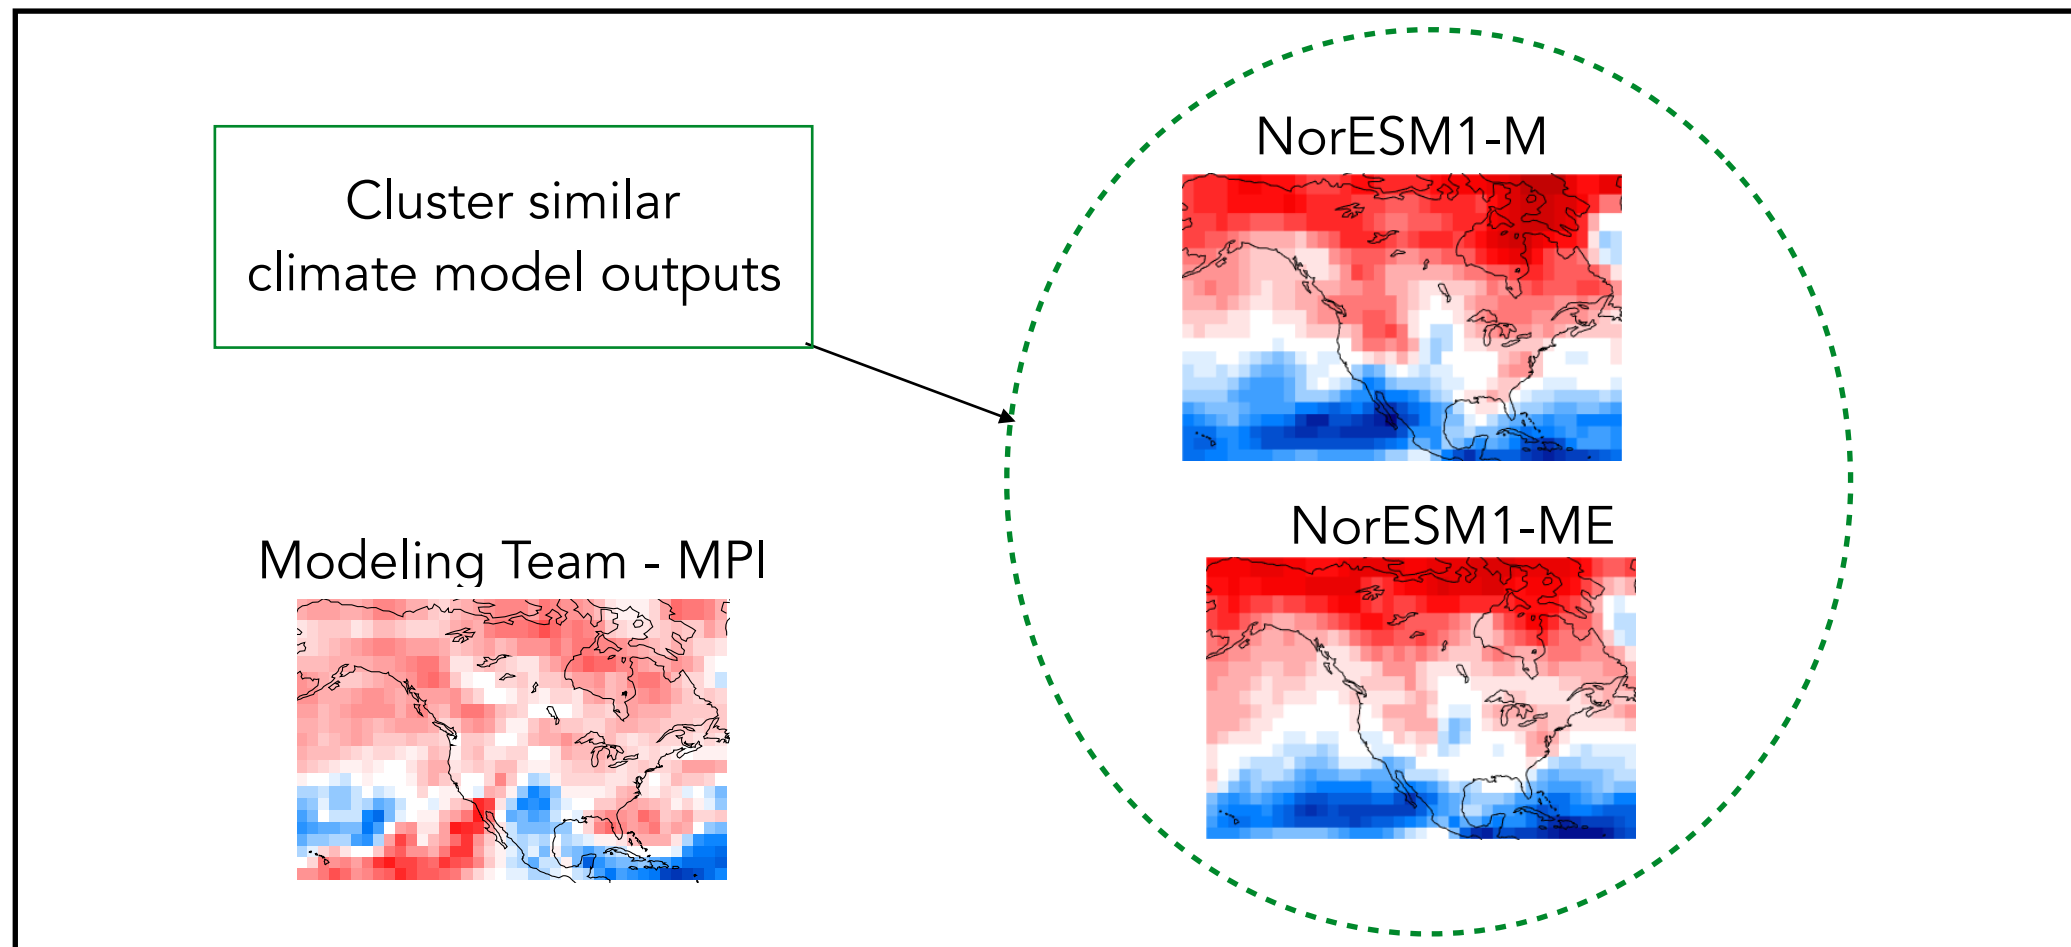 Cluster similar
climate model outputs
NorESM1-M
NorESM1-ME
Modeling Team - MPI